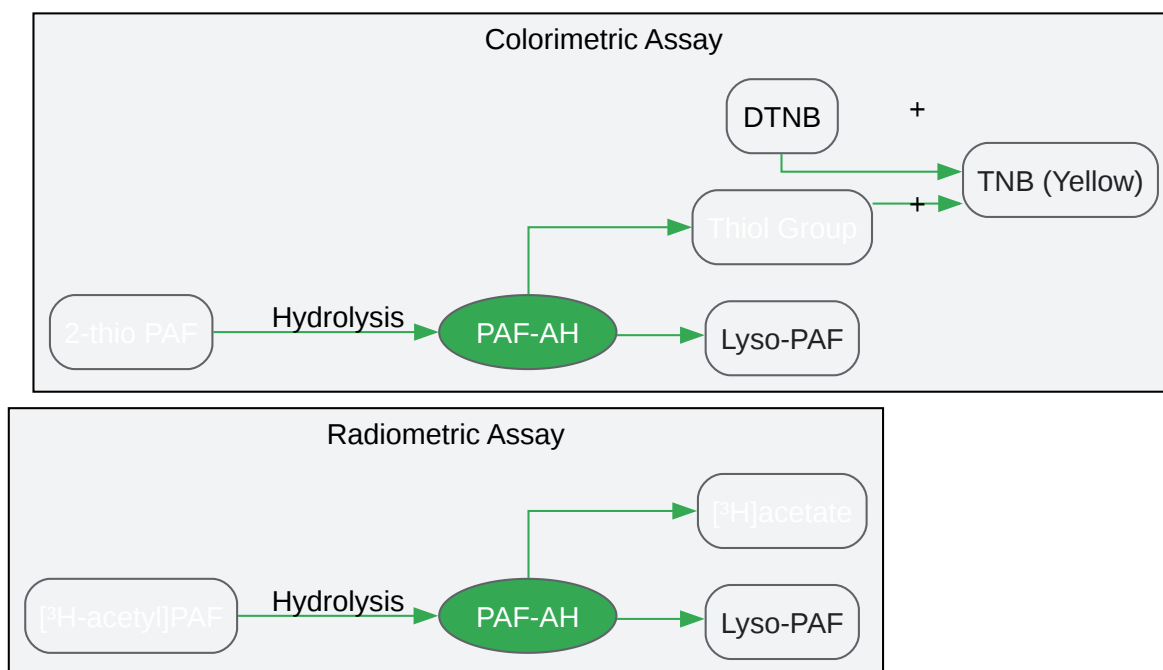 Colorimetric Assay
DTNB
+
TNB (Yellow)
Thiol Group
+
2-thio PAF
Hydrolysis
PAF-AH
Lyso-PAF
Radiometric Assay
[³H]acetate
[³H-acetyl]PAF
Hydrolysis
PAF-AH
Lyso-PAF